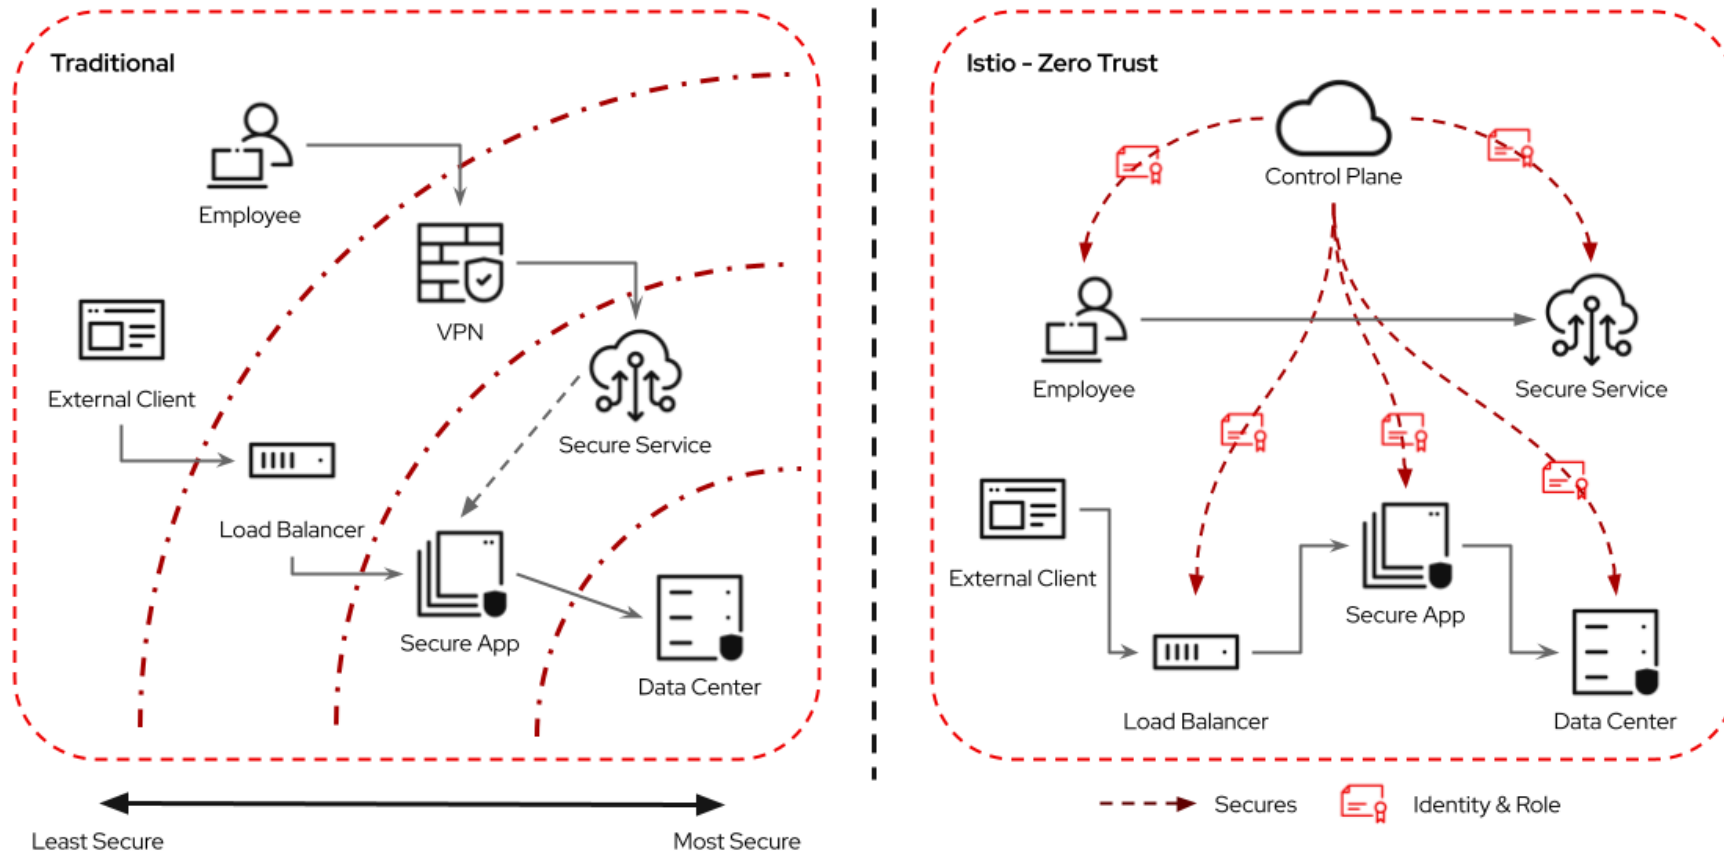 Traditional
Employee
VPN
External Client
Secure Service
Load Balancer
Secure App
Data Center
Least Secure
Most Secure
Istio - Zero Trust
Control Plane
Employee
Secure Service
External Client
Secure App
Load Balancer
Data Center
Secures
Identity & Role